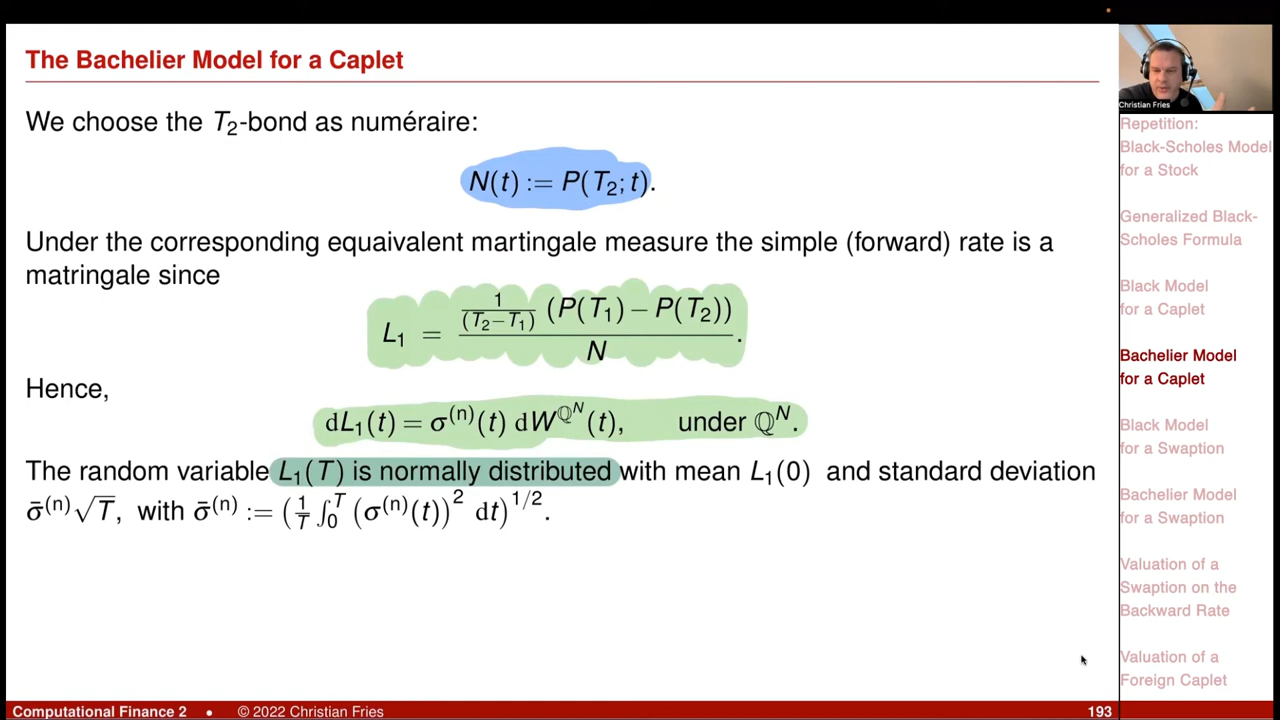 The Bachelier Model for a Caplet
We choose the T₂-bond as numéraire:
N(t) := P(T₂; t).
Under the corresponding equaivalent martingale measure the simple (forward) rate is a
matringale since
L₁ = (1/(T₂−T₁) (P(T₁) − P(T₂))) / N.
Hence,
dL₁(t) = σ⁽ⁿ⁾(t) dW^{ℚ^N}(t), under ℚ^N.
The random variable L₁(T) is normally distributed with mean L₁(0) and standard deviation
σ̄⁽ⁿ⁾√T, with σ̄⁽ⁿ⁾ := (1/T ∫₀ᵀ (σ⁽ⁿ⁾(t))² dt)^{1/2}.
Christian Fries
Repetition:
Black-Scholes Model
for a Stock
Generalized Black-
Scholes Formula
Black Model
for a Caplet
Bachelier Model
for a Caplet
Black Model
for a Swaption
Bachelier Model
for a Swaption
Valuation of a
Swaption on the
Backward Rate
Valuation of a
Foreign Caplet
Computational Finance 2 • © 2022 Christian Fries 193